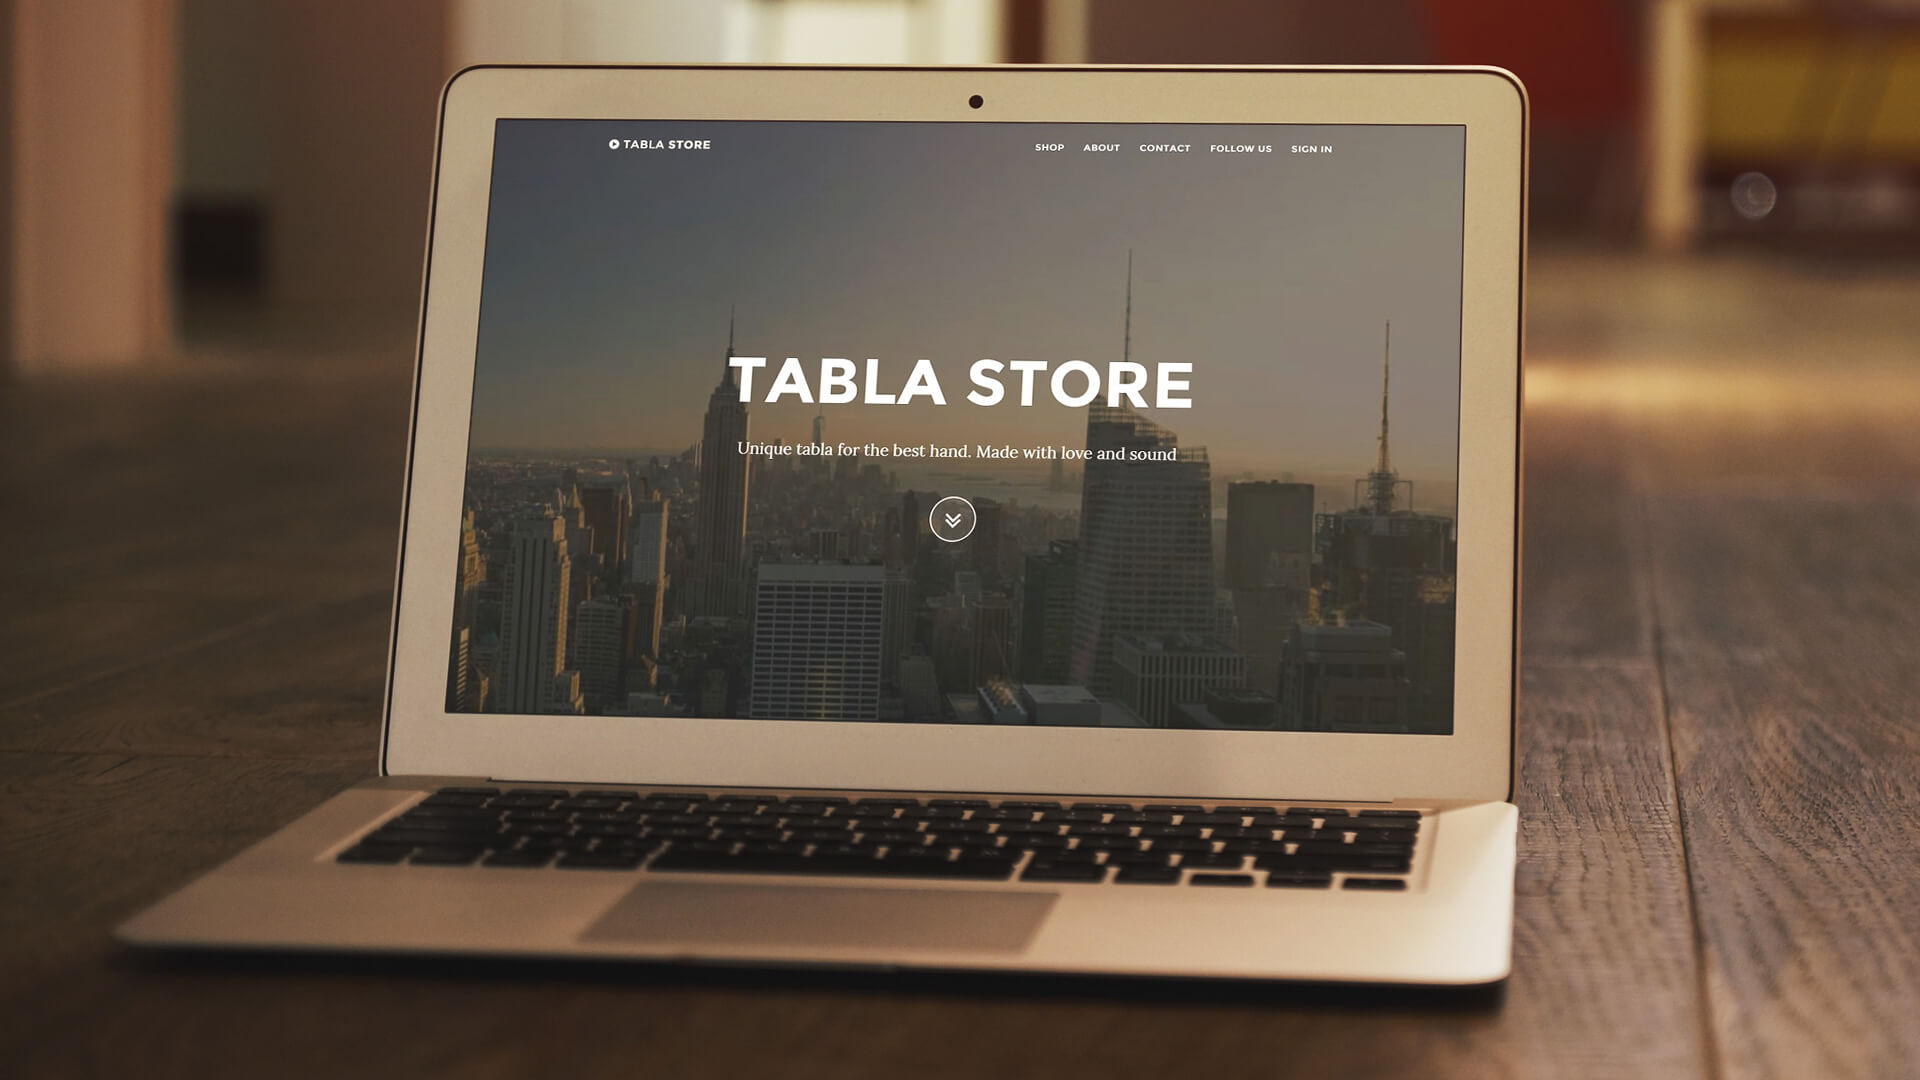 TABLA STORE
SHOP ABOUT CONTACT FOLLOW US SIGN IN
TABLA STORE
Unique tabla for the best hand. Made with love and sound